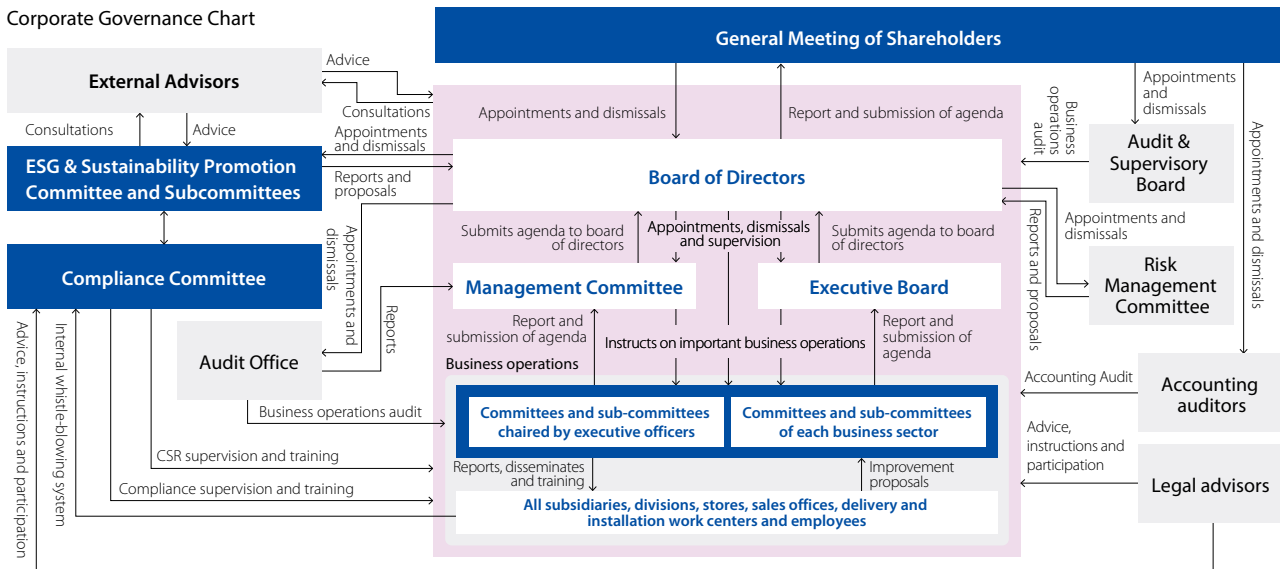 Corporate Governance Chart
General Meeting of Shareholders
External Advisors
Advice
Consultations
Consultations
Advice
Appointments
and dismissals
Reports and
proposals
ESG & Sustainability Promotion
Committee and Subcommittees
Compliance Committee
Appointments and dismissals
Report and submission of agenda
Board of Directors
Business
operations
audit
Appointments
and
dismissals
Audit &
Supervisory
Board
Appointments and dismissals
Appointments and
dismissals
Reports and proposals
Risk
Management
Committee
Appointments and
dismissals
Reports
Audit Office
Submits agenda to board
of directors
Appointments, dismissals
and supervision
Submits agenda to board
of directors
Management Committee
Executive Board
Report and
submission of agenda
Instructs on important business operations
Report and
submission of
agenda
Business operations
Committees and sub-committees
chaired by executive officers
Committees and sub-committees
of each business sector
Business operations audit
CSR supervision and training
Compliance supervision and training
Internal whistle-blowing
system
Advice, instructions and participation
Reports, disseminates
and training
Improvement
proposals
All subsidiaries, divisions, stores, sales offices, delivery and
installation work centers and employees
Accounting Audit
Accounting
auditors
Advice,
instructions and
participation
Legal advisors